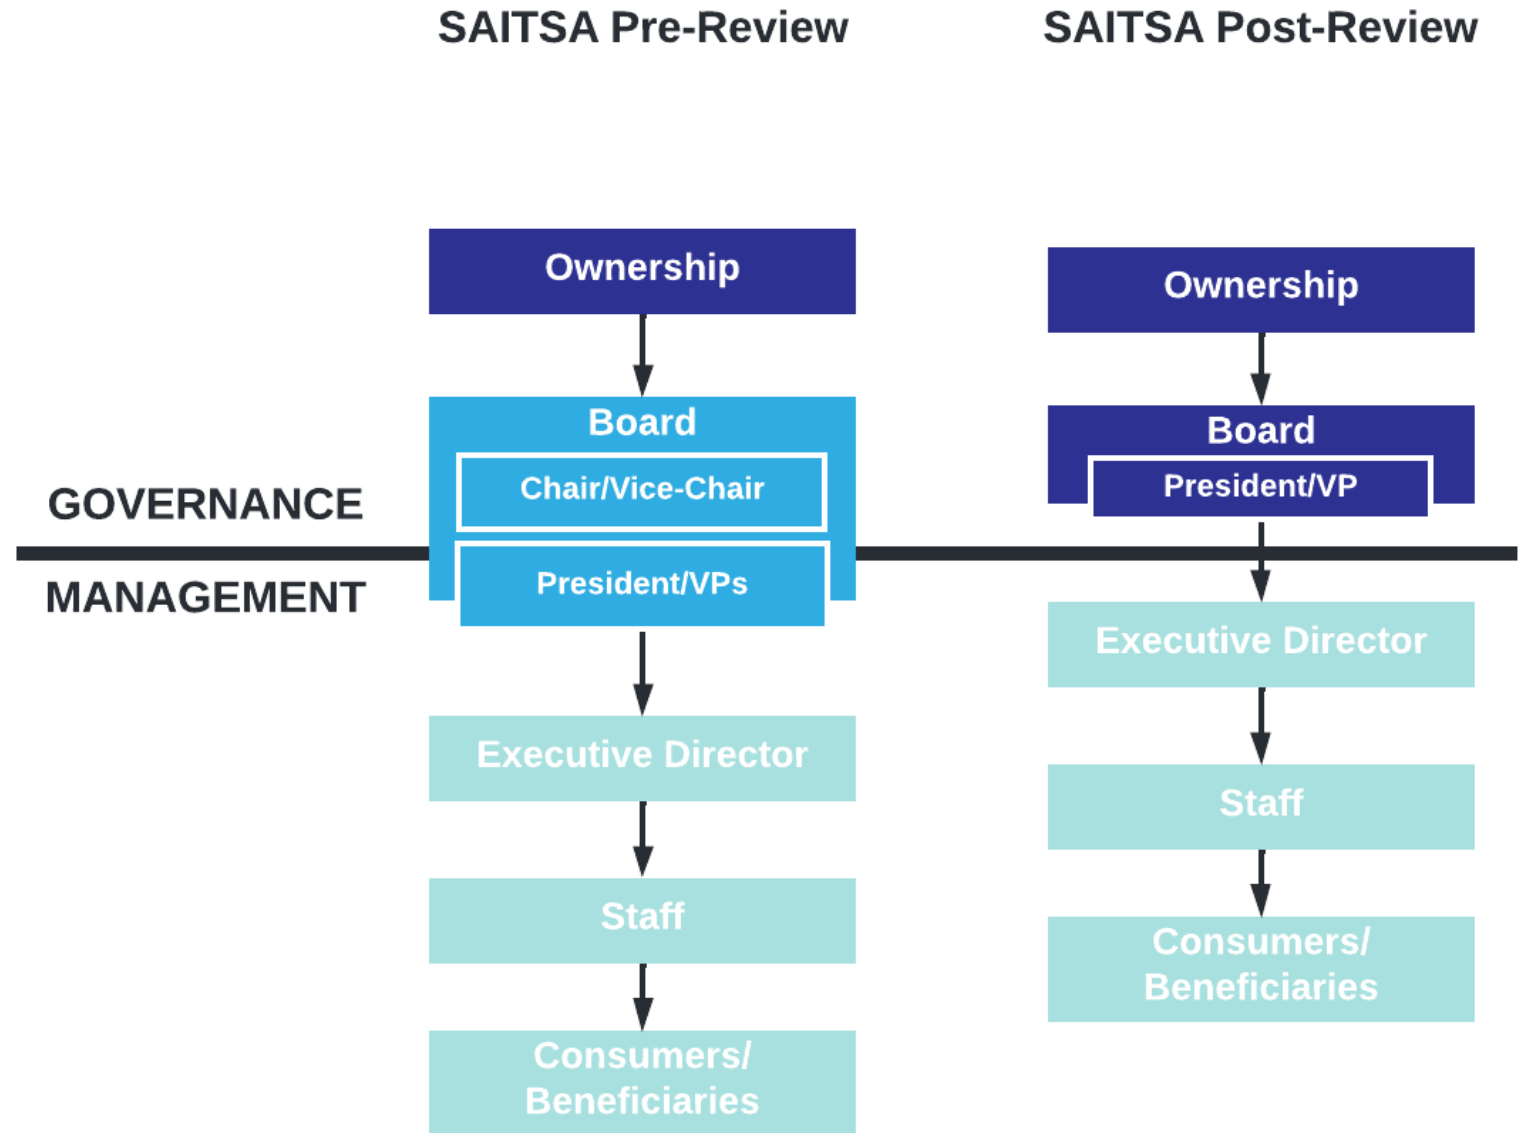 SAITSA Pre-Review
SAITSA Post-Review
GOVERNANCE
MANAGEMENT
Ownership
Board
Chair/Vice-Chair
President/VPs
Executive Director
Staff
Consumers/
Beneficiaries
Ownership
Board
President/VP
Executive Director
Staff
Consumers/
Beneficiaries